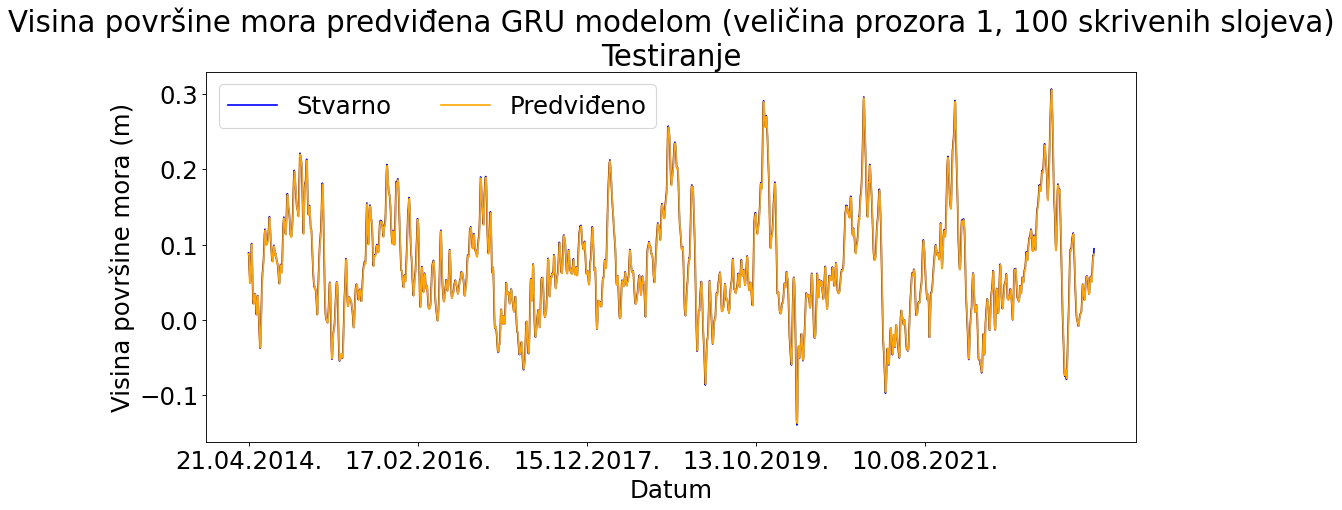 Visina površine mora predviđena GRU modelom (veličina prozora 1, 100 skrivenih slojeva)
Testiranje
Stvarno Predviđeno
Visina površine mora (m)
0.3
0.2
0.1
0.0
−0.1
21.04.2014. 17.02.2016. 15.12.2017. 13.10.2019. 10.08.2021.
Datum